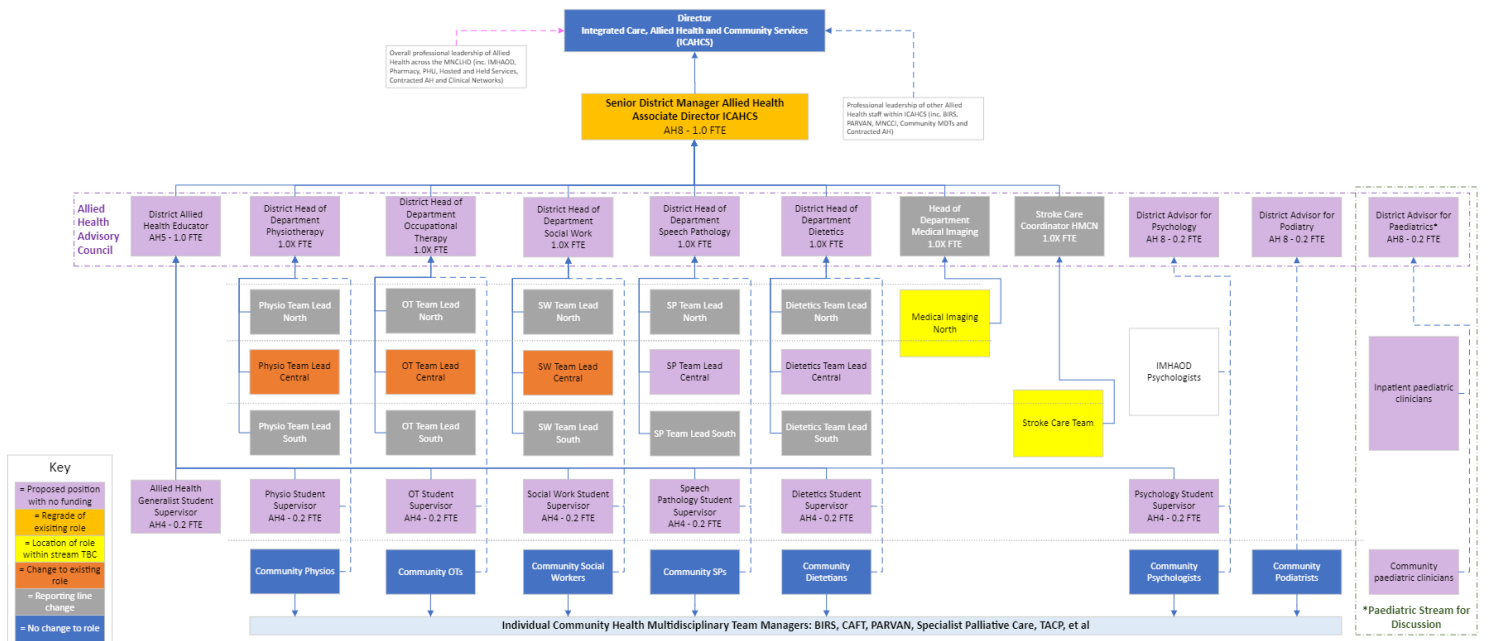 Director
Integrated Care, Allied Health and Community Services
(ICAHCS)
Overall professional leadership of Allied
Health across the MNCLHD (inc. IMHAOD,
Pharmacy, PHU, Hosted and Held Services,
Contracted AH and Clinical Networks)
Senior District Manager Allied Health
Associate Director ICAHCS
AH8 - 1.0 FTE
Professional leadership of other Allied
Health staff within ICAHCS (inc. BIRS,
PARVAN, MNCCI, Community MDTs and
Contracted AH)
Allied
Health
Advisory
Council
District Allied
Health Educator
AH5 - 1.0 FTE
District Head of
Department
Physiotherapy
1.0X FTE
District Head of
Department
Occupational
Therapy
1.0X FTE
District Head of
Department
Social Work
1.0X FTE
District Head of
Department
Speech Pathology
1.0X FTE
District Head of
Department
Dietetics
1.0X FTE
Head of
Department
Medical Imaging
1.0X FTE
Stroke Care
Coordinator HMCN
1.0X FTE
District Advisor for
Psychology
AH 8 - 0.2 FTE
District Advisor for
Podiatry
AH 8 - 0.2 FTE
District Advisor for
Paediatrics*
AH8 - 0.2 FTE
Physio Team Lead
North
OT Team Lead
North
SW Team Lead
North
SP Team Lead
North
Dietetics Team Lead
North
Medical Imaging
North
Physio Team Lead
Central
OT Team Lead
Central
SW Team Lead
Central
SP Team Lead
Central
Dietetics Team Lead
Central
IMHAOD
Psychologists
Inpatient paediatric
clinicians
Physio Team Lead
South
OT Team Lead
South
SW Team Lead
South
SP Team Lead South
Dietetics Team Lead
South
Stroke Care Team
Key
= Proposed position
with no funding
= Regrade of
exisiting role
= Location of role
within stream TBC
= Change to existing
role
= Reporting line
change
= No change to role
Allied Health
Generalist Student
Supervisor
AH4 - 0.2 FTE
Physio Student
Supervisor
AH4 - 0.2 FTE
OT Student
Supervisor
AH4 - 0.2 FTE
Social Work Student
Supervisor
AH4 - 0.2 FTE
Speech
Pathology Student
Supervisor
AH4 - 0.2 FTE
Dietetics Student
Supervisor
AH4 - 0.2 FTE
Psychology Student
Supervisor
AH4 - 0.2 FTE
Community Physios
Community OTs
Community Social
Workers
Community SPs
Community
Dietetians
Community
Psychologists
Community
Podiatrists
Community
paediatric clinicians
Individual Community Health Multidisciplinary Team Managers: BIRS, CAFT, PARVAN, Specialist Palliative Care, TACP, et al
*Paediatric Stream for
Discussion